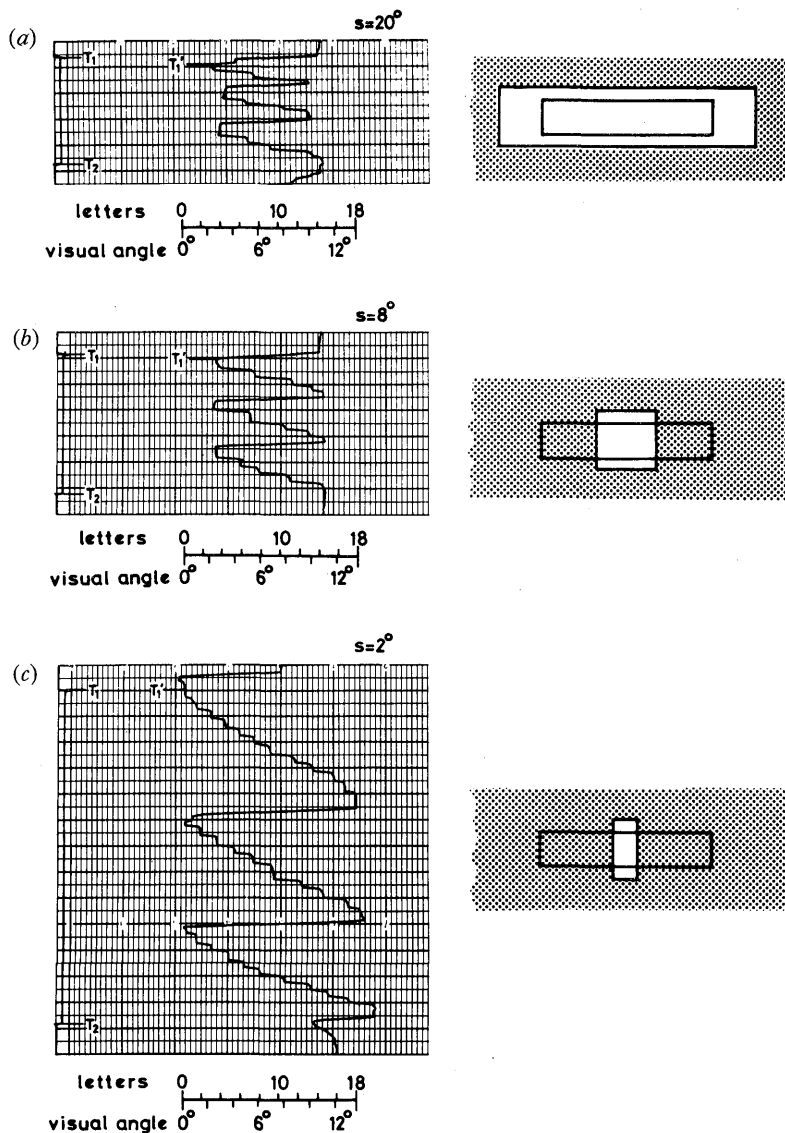 s=20°
(a)
T₁ T₁'
T₂
letters 0 10 18
visual angle 0° 6° 12°
s=8°
(b)
T₁ T₁'
T₂
letters 0 10 18
visual angle 0° 6° 12°
s=2°
(c)
T₁ T₁'
T₂
letters 0 10 18
visual angle 0° 6° 12°